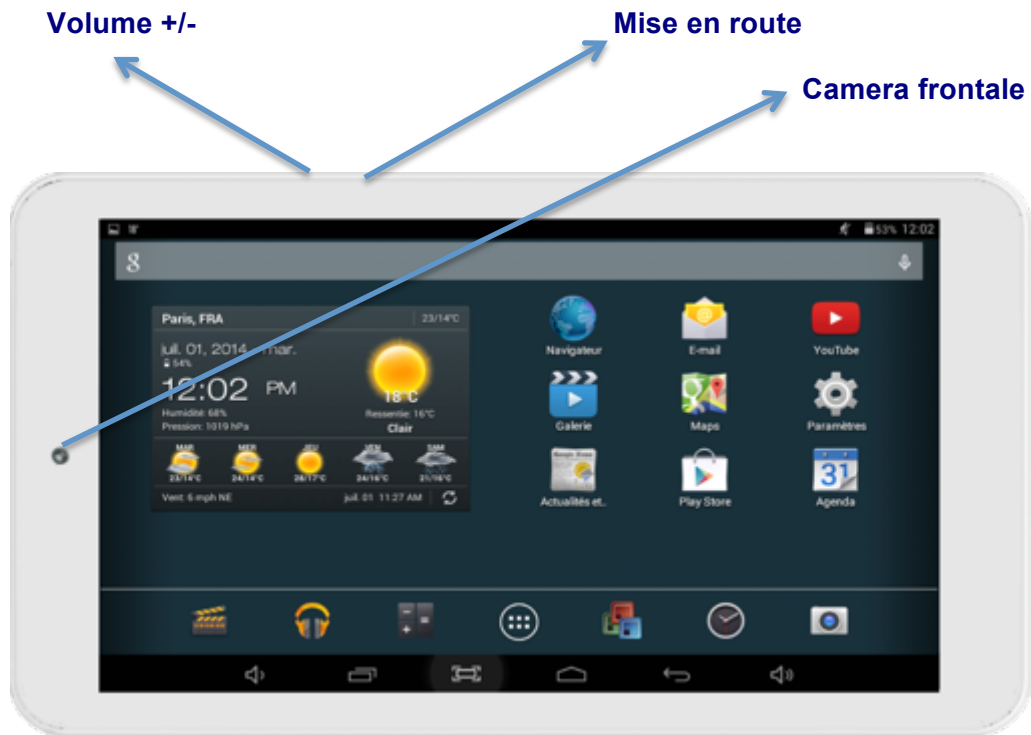 Volume +/-
Mise en route
Camera frontale
53% 12:02
8
Paris, FRA
23/14°C
juil. 01, 2014 mar.
54%
12:02 PM
18°C
Humidité: 68%
Ressentie: 16°C
Pression: 1019 hPa
Clair
MAR MER JEU VEN SAM
23/14°C 24/14°C 26/17°C 24/16°C 21/16°C
Vent: 6 mph NE
juil. 01 11:27 AM
Navigateur
E-mail
YouTube
Galerie
Maps
Paramètres
Actualités et..
Play Store
31
Agenda